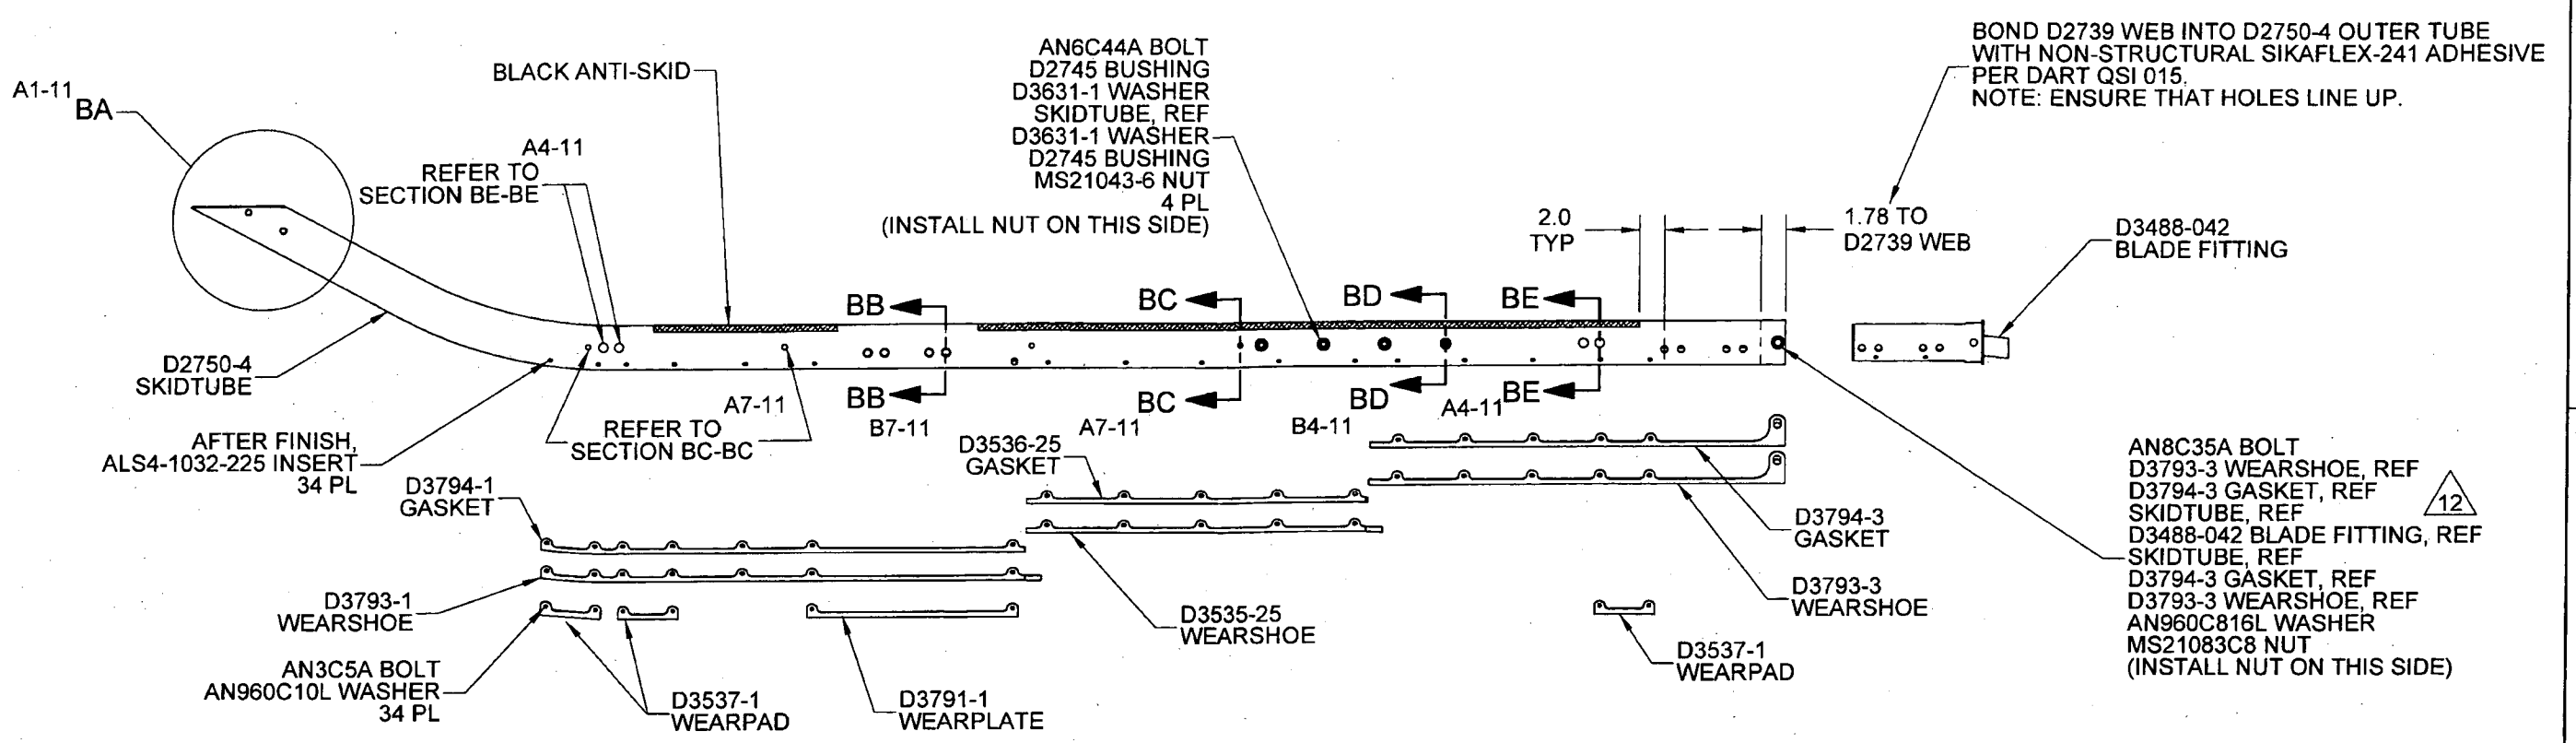 A1-11
BA
BLACK ANTI-SKID
A4-11
REFER TO
SECTION BE-BE
AN6C44A BOLT
D2745 BUSHING
D3631-1 WASHER
SKIDTUBE, REF
D3631-1 WASHER
D2745 BUSHING
MS21043-6 NUT
4 PL
(INSTALL NUT ON THIS SIDE)
BOND D2739 WEB INTO D2750-4 OUTER TUBE
WITH NON-STRUCTURAL SIKAFLEX-241 ADHESIVE
PER DART QSI 015.
NOTE: ENSURE THAT HOLES LINE UP.
2.0
TYP
1.78 TO
D2739 WEB
D3488-042
BLADE FITTING
BB
BC
BD
BE
D2750-4
SKIDTUBE
BB
BC
BD
BE
A7-11
B7-11
A7-11
B4-11
A4-11
REFER TO
SECTION BC-BC
AFTER FINISH,
ALS4-1032-225 INSERT
34 PL
D3794-1
GASKET
D3536-25
GASKET
D3794-3
GASKET
D3793-1
WEARSHOE
D3535-25
WEARSHOE
D3793-3
WEARSHOE
AN3C5A BOLT
AN960C10L WASHER
34 PL
D3537-1
WEARPAD
D3791-1
WEARPLATE
D3537-1
WEARPAD
AN8C35A BOLT
D3793-3 WEARSHOE, REF
D3794-3 GASKET, REF
SKIDTUBE, REF
D3488-042 BLADE FITTING, REF
SKIDTUBE, REF
D3794-3 GASKET, REF
D3793-3 WEARSHOE, REF
AN960C816L WASHER
MS21083C8 NUT
(INSTALL NUT ON THIS SIDE)
12